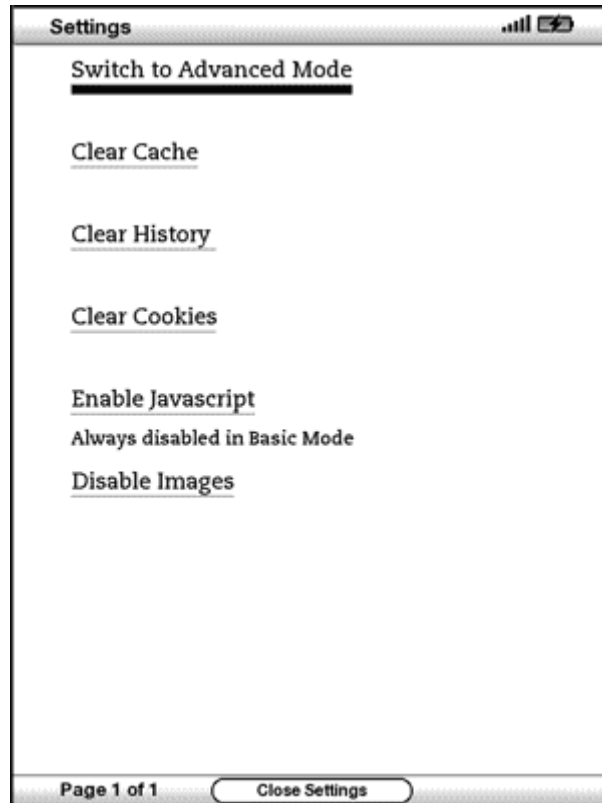 Settings
Switch to Advanced Mode
Clear Cache
Clear History
Clear Cookies
Enable Javascript
Always disabled in Basic Mode
Disable Images
Page 1 of 1 Close Settings